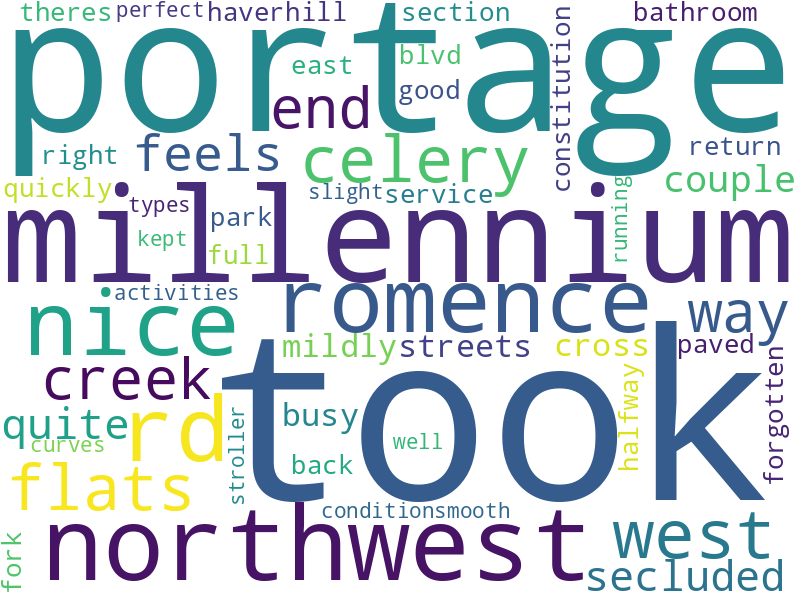 theres
perfect
haverhill
section
bathroom
portage
east
blvd
good
constitution
end
right
feels
celery
return
couple
quickly
types
slight
service
running
millennium
park
kept
full
activities
nice
romence
way
mildly
streets
cross
paved
creek
took
halfway
forgotten
quite
rd
busy
curves
stroller
back
well
flats
conditionsmooth
northwest
west
fork
secluded